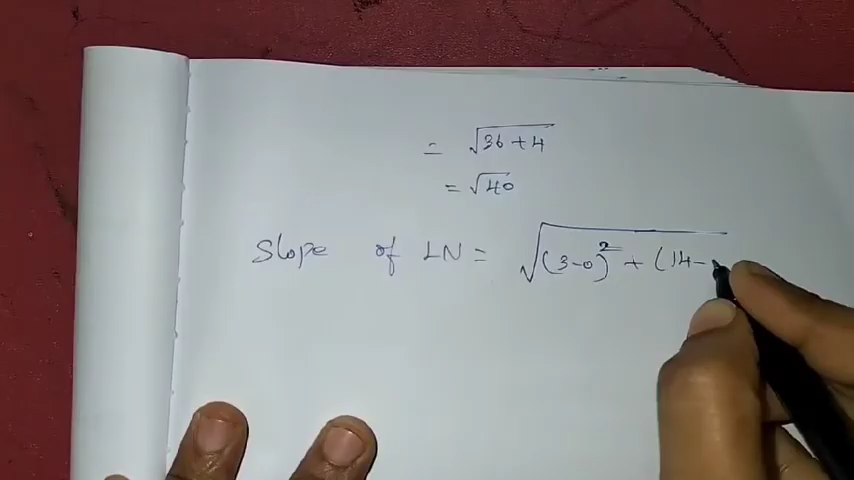 = √36 + 4
= √40
Slope of LN = √(3-0)² + (14-